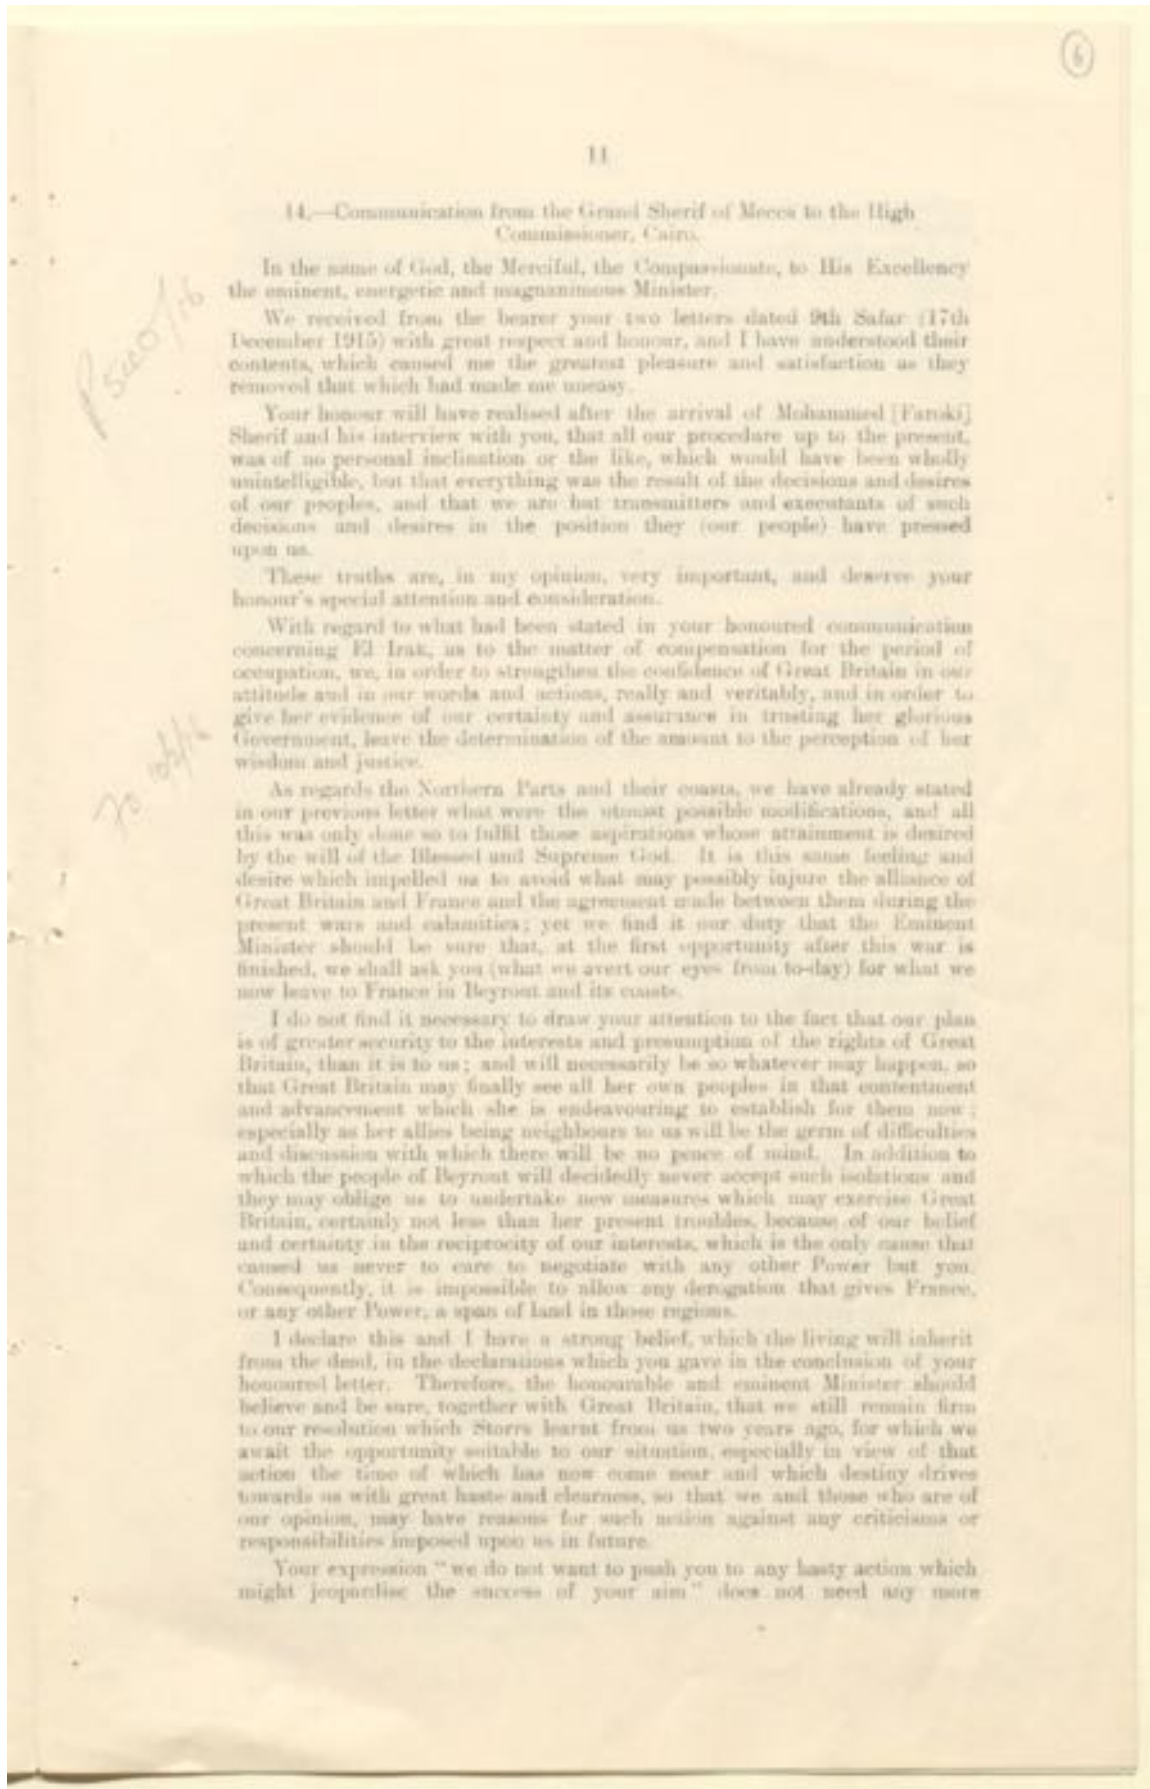 6
11
14.—Communication from the Grand Sherif of Mecca to the High
Commissioner, Cairo.
In the name of God, the Merciful, the Compassionate, to His Excellency
the eminent, energetic and magnanimous Minister.
We received from the bearer your two letters dated 9th Safar (17th
December 1915) with great respect and honour, and I have understood their
contents, which caused me the greatest pleasure and satisfaction as they
removed that which had made me uneasy.
Your honour will have realised after the arrival of Mohammed [Faroki]
Sherif and his interview with you, that all our procedure up to the present,
was of no personal inclination or the like, which would have been wholly
unintelligible, but that everything was the result of the decisions and desires
of our peoples, and that we are but transmitters and executants of such
decisions and desires in the position they (our people) have pressed
upon us.
These truths are, in my opinion, very important, and deserve your
honour's special attention and consideration.
With regard to what had been stated in your honoured communication
concerning El Irak, as to the matter of compensation for the period of
occupation, we, in order to strengthen the confidence of Great Britain in our
attitude and in our words and actions, really and veritably, and in order to
give her evidence of our certainty and assurance in trusting her glorious
Government, leave the determination of the amount to the perception of her
wisdom and justice.
As regards the Northern Parts and their coasts, we have already stated
in our previous letter what were the utmost possible modifications, and all
this was only done so to fulfil those aspirations whose attainment is desired
by the will of the Blessed and Supreme God. It is this same feeling and
desire which impelled us to avoid what may possibly injure the alliance of
Great Britain and France and the agreement made between them during the
present wars and calamities; yet we find it our duty that the Eminent
Minister should be sure that, at the first opportunity after this war is
finished, we shall ask you (what we avert our eyes from to-day) for what we
now leave to France in Beyrout and its coasts.
I do not find it necessary to draw your attention to the fact that our plan
is of greater security to the interests and presumption of the rights of Great
Britain, than it is to us; and will necessarily be so whatever may happen, so
that Great Britain may finally see all her own peoples in that contentment
and advancement which she is endeavouring to establish for them now;
especially as her allies being neighbours to us will be the germ of difficulties
and discussion with which there will be no peace of mind. In addition to
which the people of Beyrout will decidedly never accept such isolations and
they may oblige us to undertake new measures which may exercise Great
Britain, certainly not less than her present troubles, because of our belief
and certainty in the reciprocity of our interests, which is the only cause that
caused us never to care to negotiate with any other Power but you.
Consequently, it is impossible to allow any derogation that gives France,
or any other Power, a span of land in those regions.
I declare this and I have a strong belief, which the living will inherit
from the dead, in the declarations which you gave in the conclusion of your
honoured letter. Therefore, the honourable and eminent Minister should
believe and be sure, together with Great Britain, that we still remain firm
to our resolution which Storrs learnt from us two years ago, for which we
await the opportunity suitable to our situation, especially in view of that
action the time of which has now come near and which destiny drives
towards us with great haste and clearness, so that we and those who are of
our opinion, may have reasons for such action against any criticisms or
responsibilities imposed upon us in future.
Your expression "we do not want to push you to any hasty action which
might jeopardise the success of your aim" does not need any more